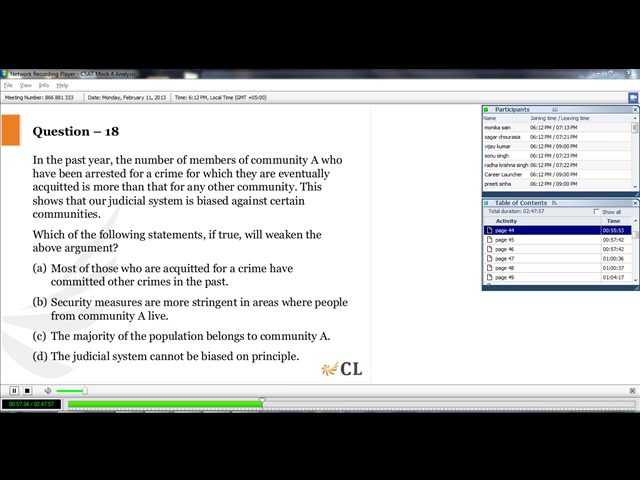 Network Recording Player - CSAT Mock 4 Analysis
File View Info Help
Meeting Number: 866 881 333 Date: Monday, February 11, 2013 Time: 6:12 PM, Local Time (GMT +05:00)
Question – 18
In the past year, the number of members of community A who
have been arrested for a crime for which they are eventually
acquitted is more than that for any other community. This
shows that our judicial system is biased against certain
communities.
Which of the following statements, if true, will weaken the
above argument?
(a) Most of those who are acquitted for a crime have
committed other crimes in the past.
(b) Security measures are more stringent in areas where people
from community A live.
(c) The majority of the population belongs to community A.
(d) The judicial system cannot be biased on principle.
CL
Participants
Name Joining time / Leaving time
monika sain 06:12 PM / 07:13 PM
sagar chourasia 06:12 PM / 07:21 PM
vijay kumar 06:12 PM / 09:00 PM
sonu singh 06:12 PM / 07:23 PM
radha krishna singh 06:12 PM / 07:22 PM
Career Launcher 06:12 PM / 09:00 PM
preeti sinha 06:12 PM / 09:00 PM
Table of Contents
Total duration: 02:47:57 Show all
Activity Time
page 44 00:55:53
page 45 00:57:42
page 46 00:57:42
page 47 01:00:36
page 48 01:00:37
page 49 01:04:17
00:57:34 / 02:47:57